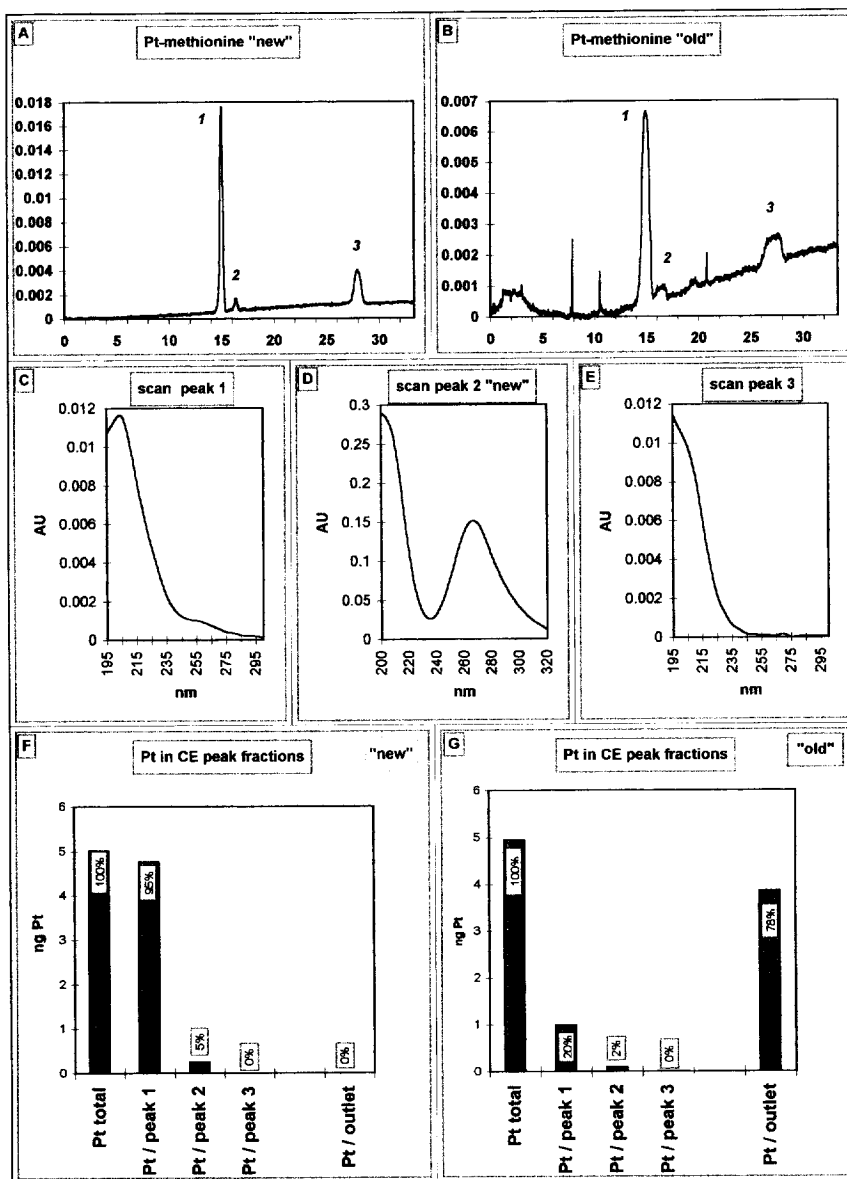 A
Pt-methionine "new"
0.018
0.016
0.014
0.012
0.01
0.008
0.006
0.004
0.002
0
1
2
3
0 5 10 15 20 25 30
B
Pt-methionine "old"
0.007
0.006
0.005
0.004
0.003
0.002
0.001
0
1
2
3
0 5 10 15 20 25 30
C
scan peak 1
0.012
0.01
0.008
0.006
0.004
0.002
0
AU
195 215 235 255 275 295
nm
D
scan peak 2 "new"
0.3
0.25
0.2
0.15
0.1
0.05
0
AU
200 220 240 260 280 300 320
nm
E
scan peak 3
0.012
0.01
0.008
0.006
0.004
0.002
0
AU
195 215 235 255 275 295
nm
F
Pt in CE peak fractions
"new"
6
5
4
3
2
1
0
ng Pt
100%
95%
5%
0%
0%
Pt total
Pt / peak 1
Pt / peak 2
Pt / peak 3
Pt / outlet
G
Pt in CE peak fractions
"old"
6
5
4
3
2
1
0
ng Pt
100%
20%
2%
0%
78%
Pt total
Pt / peak 1
Pt / peak 2
Pt / peak 3
Pt / outlet